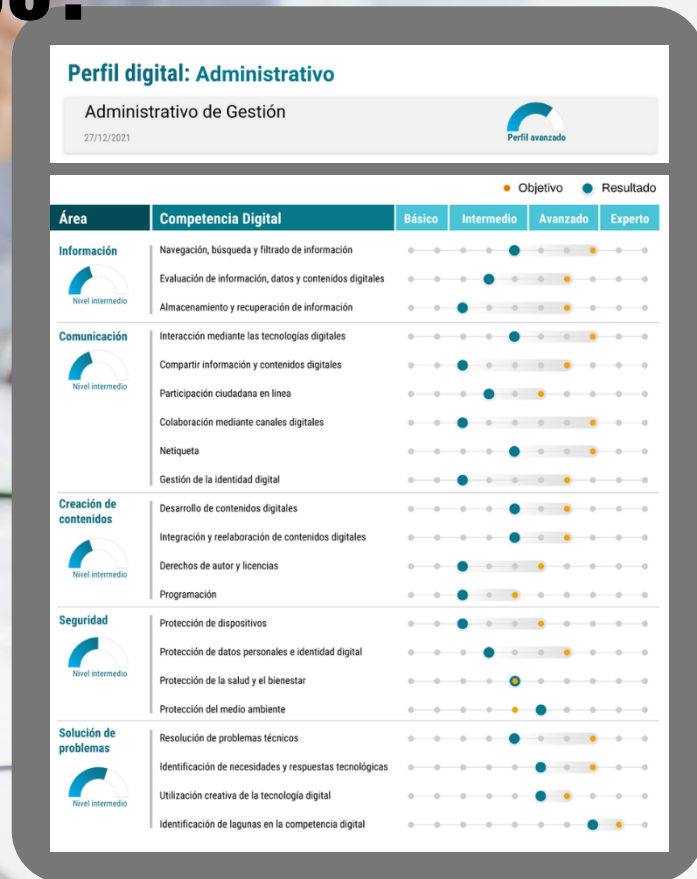 Perfil digital: Administrativo
Administrativo de Gestión
27/12/2021
Perfil avanzado
Objetivo Resultado
Área Competencia Digital Básico Intermedio Avanzado Experto
Información
Nivel intermedio
Navegación, búsqueda y filtrado de información
Evaluación de información, datos y contenidos digitales
Almacenamiento y recuperación de información
Comunicación
Nivel intermedio
Interacción mediante las tecnologías digitales
Compartir información y contenidos digitales
Participación ciudadana en linea
Colaboración mediante canales digitales
Netiqueta
Gestión de la identidad digital
Creación de
contenidos
Nivel intermedio
Desarrollo de contenidos digitales
Integración y reelaboración de contenidos digitales
Derechos de autor y licencias
Programación
Seguridad
Nivel intermedio
Protección de dispositivos
Protección de datos personales e identidad digital
Protección de la salud y el bienestar
Protección del medio ambiente
Solución de
problemas
Nivel intermedio
Resolución de problemas técnicos
Identificación de necesidades y respuestas tecnológicas
Utilización creativa de la tecnología digital
Identificación de lagunas en la competencia digital